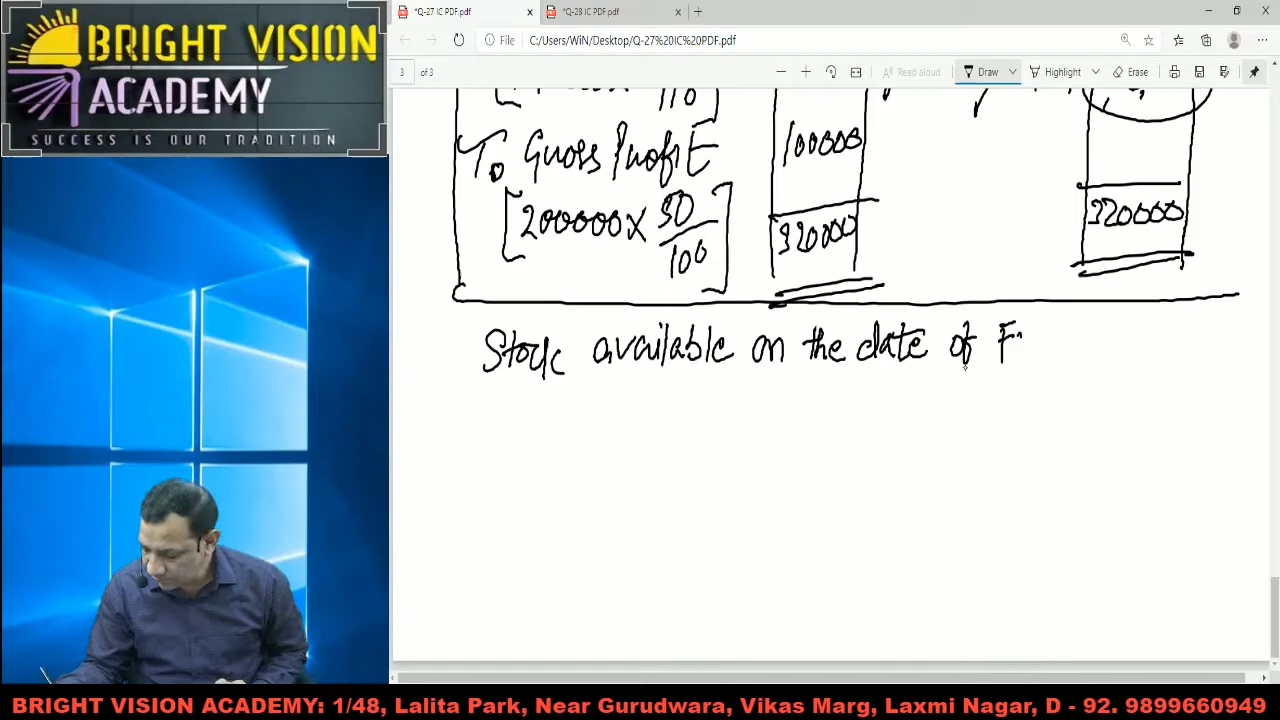 *Q-27 IC PDF.pdf
*Q-28 IC PDF.pdf
File C:/Users/WiN/Desktop/Q-27%20IC%20PDF.pdf
3 of 3
Read aloud
Draw
Highlight
Erase
BRIGHT VISION
ACADEMY
SUCCESS IS OUR TRADITION
110
To Gross Profit
100000
[200000 x 50/100]
320000
320000
Stock available on the date of Fi
BRIGHT VISION ACADEMY: 1/48, Lalita Park, Near Gurudwara, Vikas Marg, Laxmi Nagar, D - 92. 9899660949